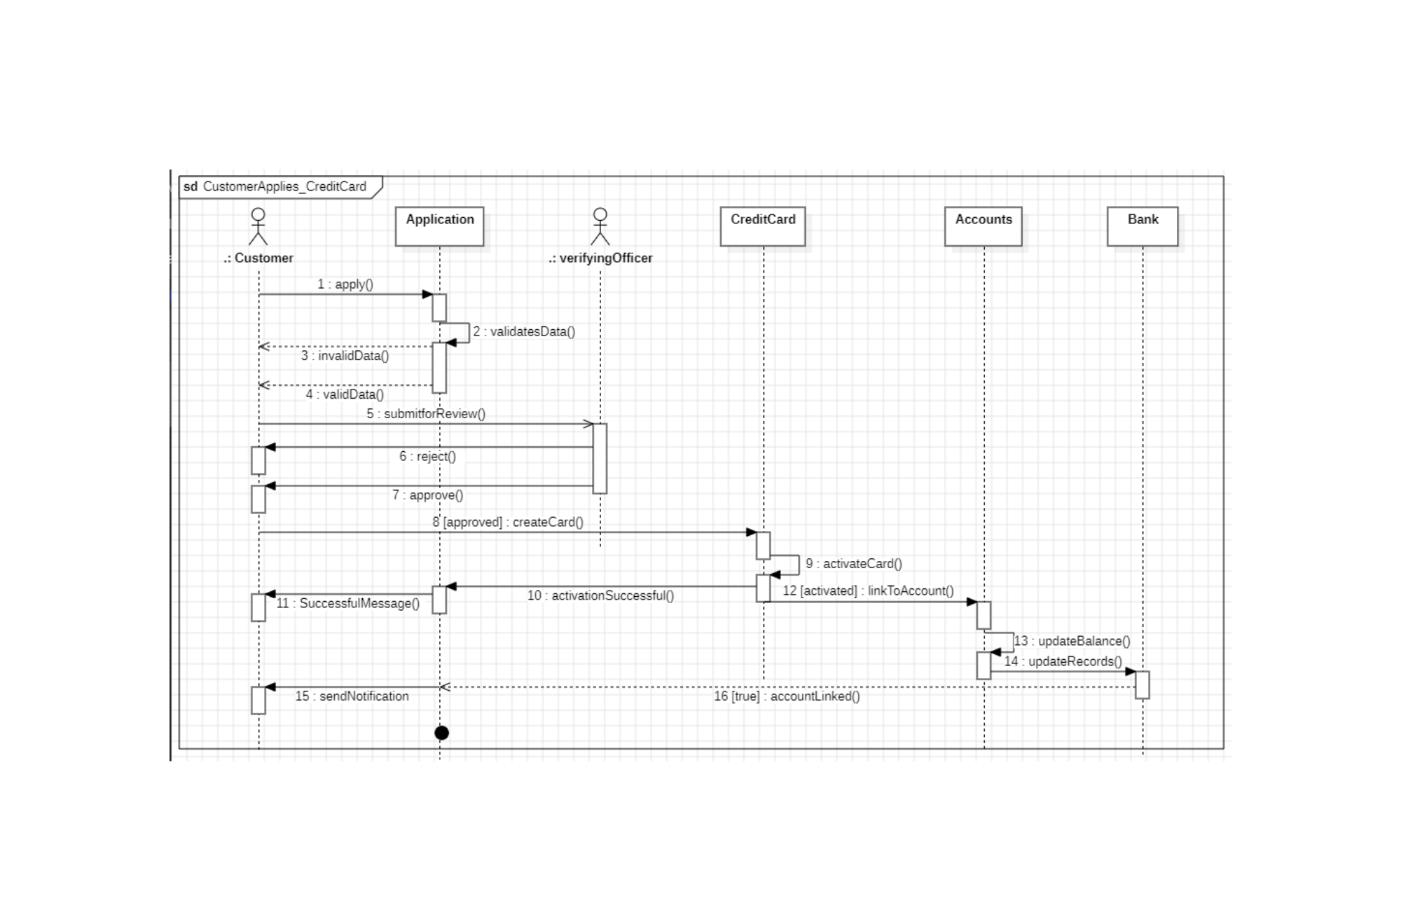 sd CustomerApplies_CreditCard
Application
CreditCard
Accounts
Bank
.: Customer
.: verifyingOfficer
1 : apply()
2 : validatesData()
3 : invalidData()
4 : validData()
5 : submitforReview()
6 : reject()
7 : approve()
8 [approved] : createCard()
9 : activateCard()
10 : activationSuccessful()
11 : SuccessfulMessage()
12 [activated] : linkToAccount()
13 : updateBalance()
14 : updateRecords()
15 : sendNotification
16 [true] : accountLinked()